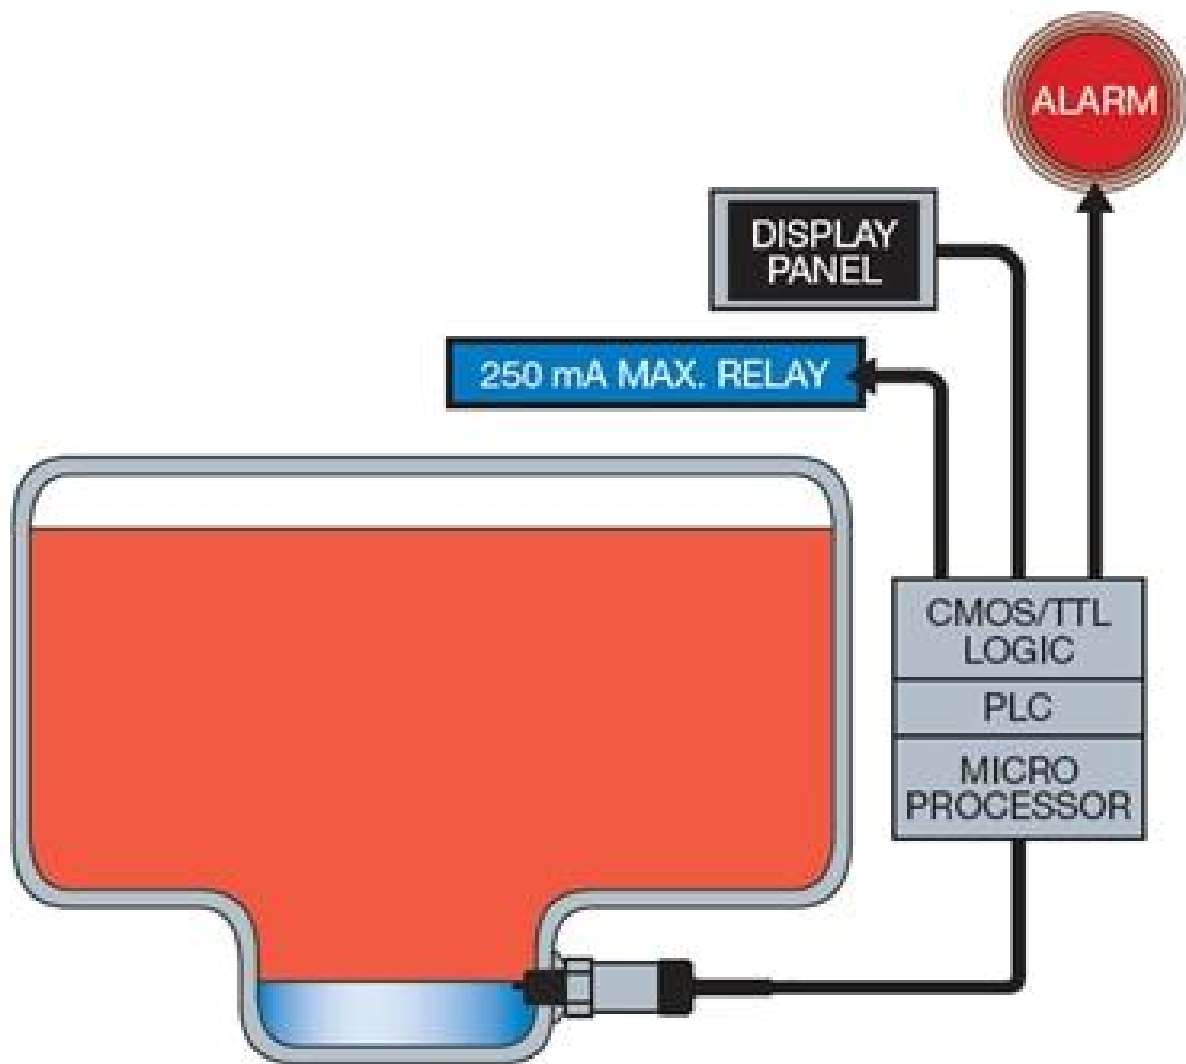 ALARM
DISPLAY
PANEL
250 mA MAX. RELAY
CMOS/TTL
LOGIC
PLC
MICRO
PROCESSOR